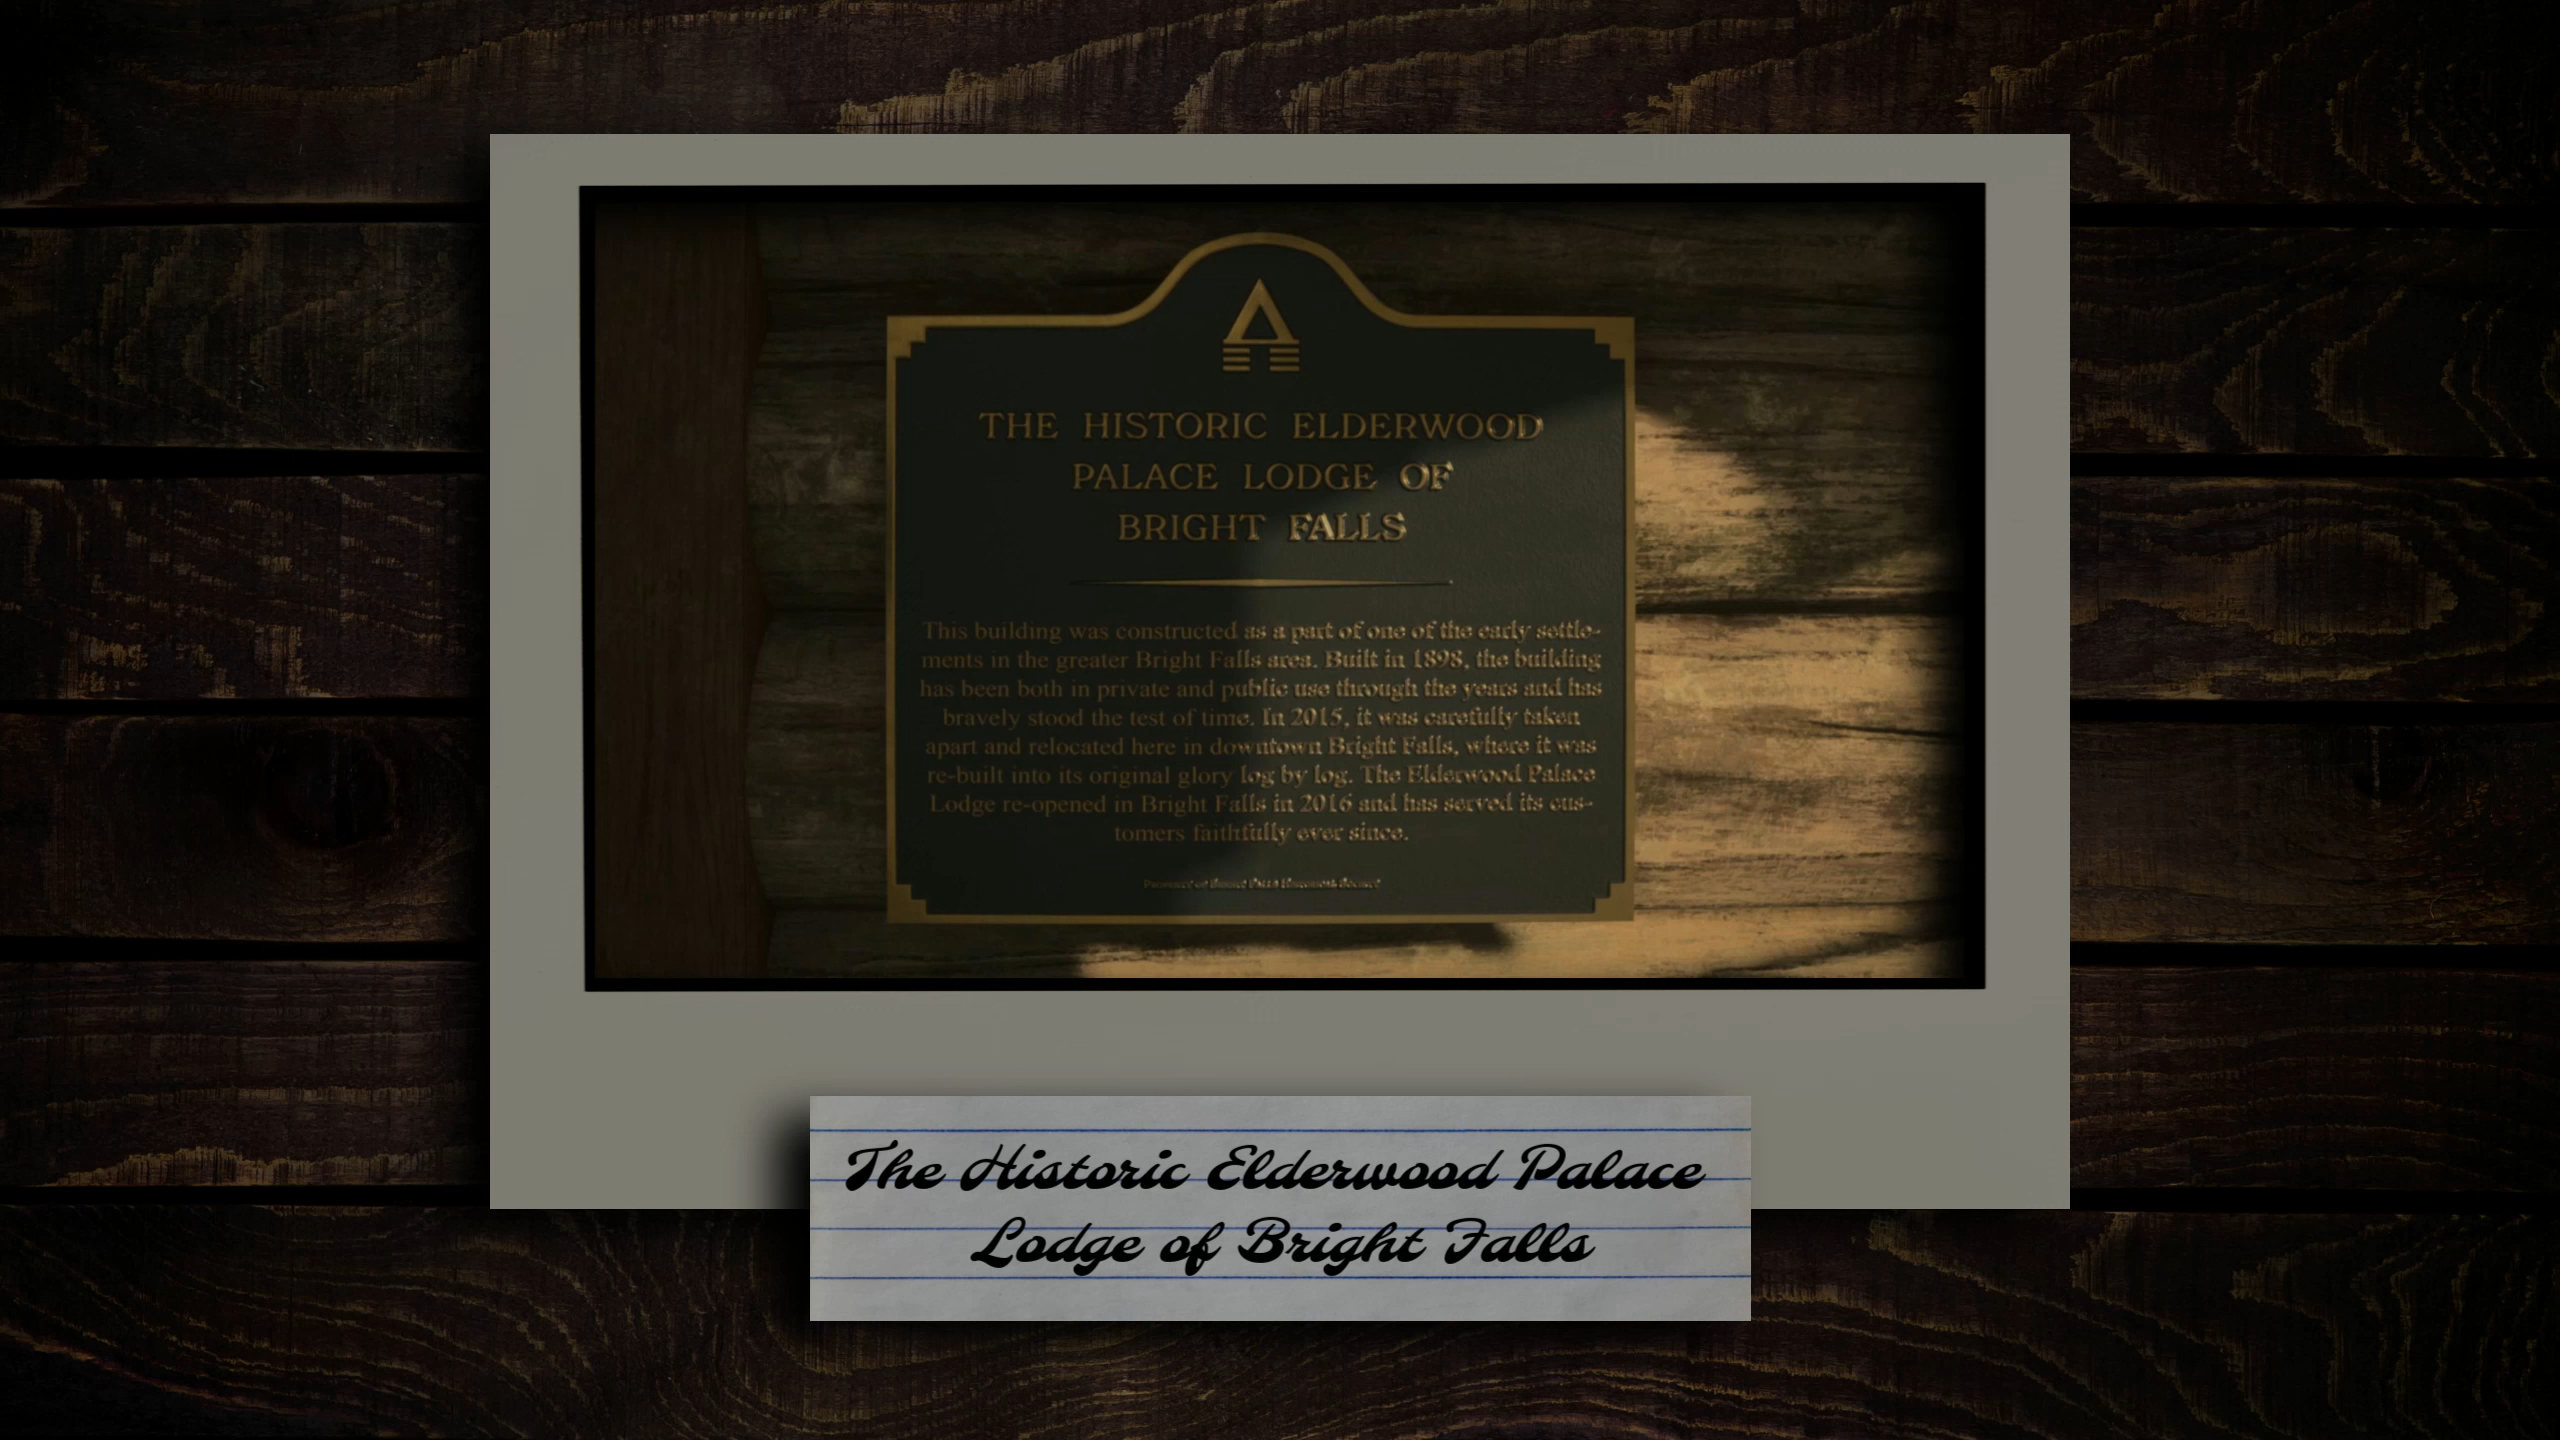 THE HISTORIC ELDERWOOD
PALACE LODGE OF
BRIGHT FALLS
This building was constructed as a part of one of the early settle-
ments in the greater Bright Falls area. Built in 1898, the building
has been both in private and public use through the years and has
bravely stood the test of time. In 2015, it was carefully taken
apart and relocated here in downtown Bright Falls, where it was
re-built into its original glory log by log. The Elderwood Palace
Lodge re-opened in Bright Falls in 2016 and has served its cus-
tomers faithfully ever since.
Bright Falls Historical Society
The Historic Elderwood Palace
Lodge of Bright Falls